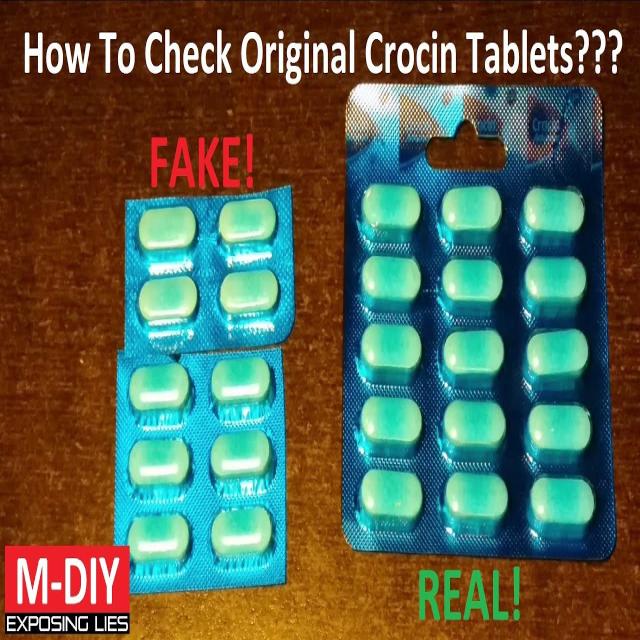 How To Check Original Crocin Tablets???
FAKE!
REAL!
M-DIY
EXPOSING LIES